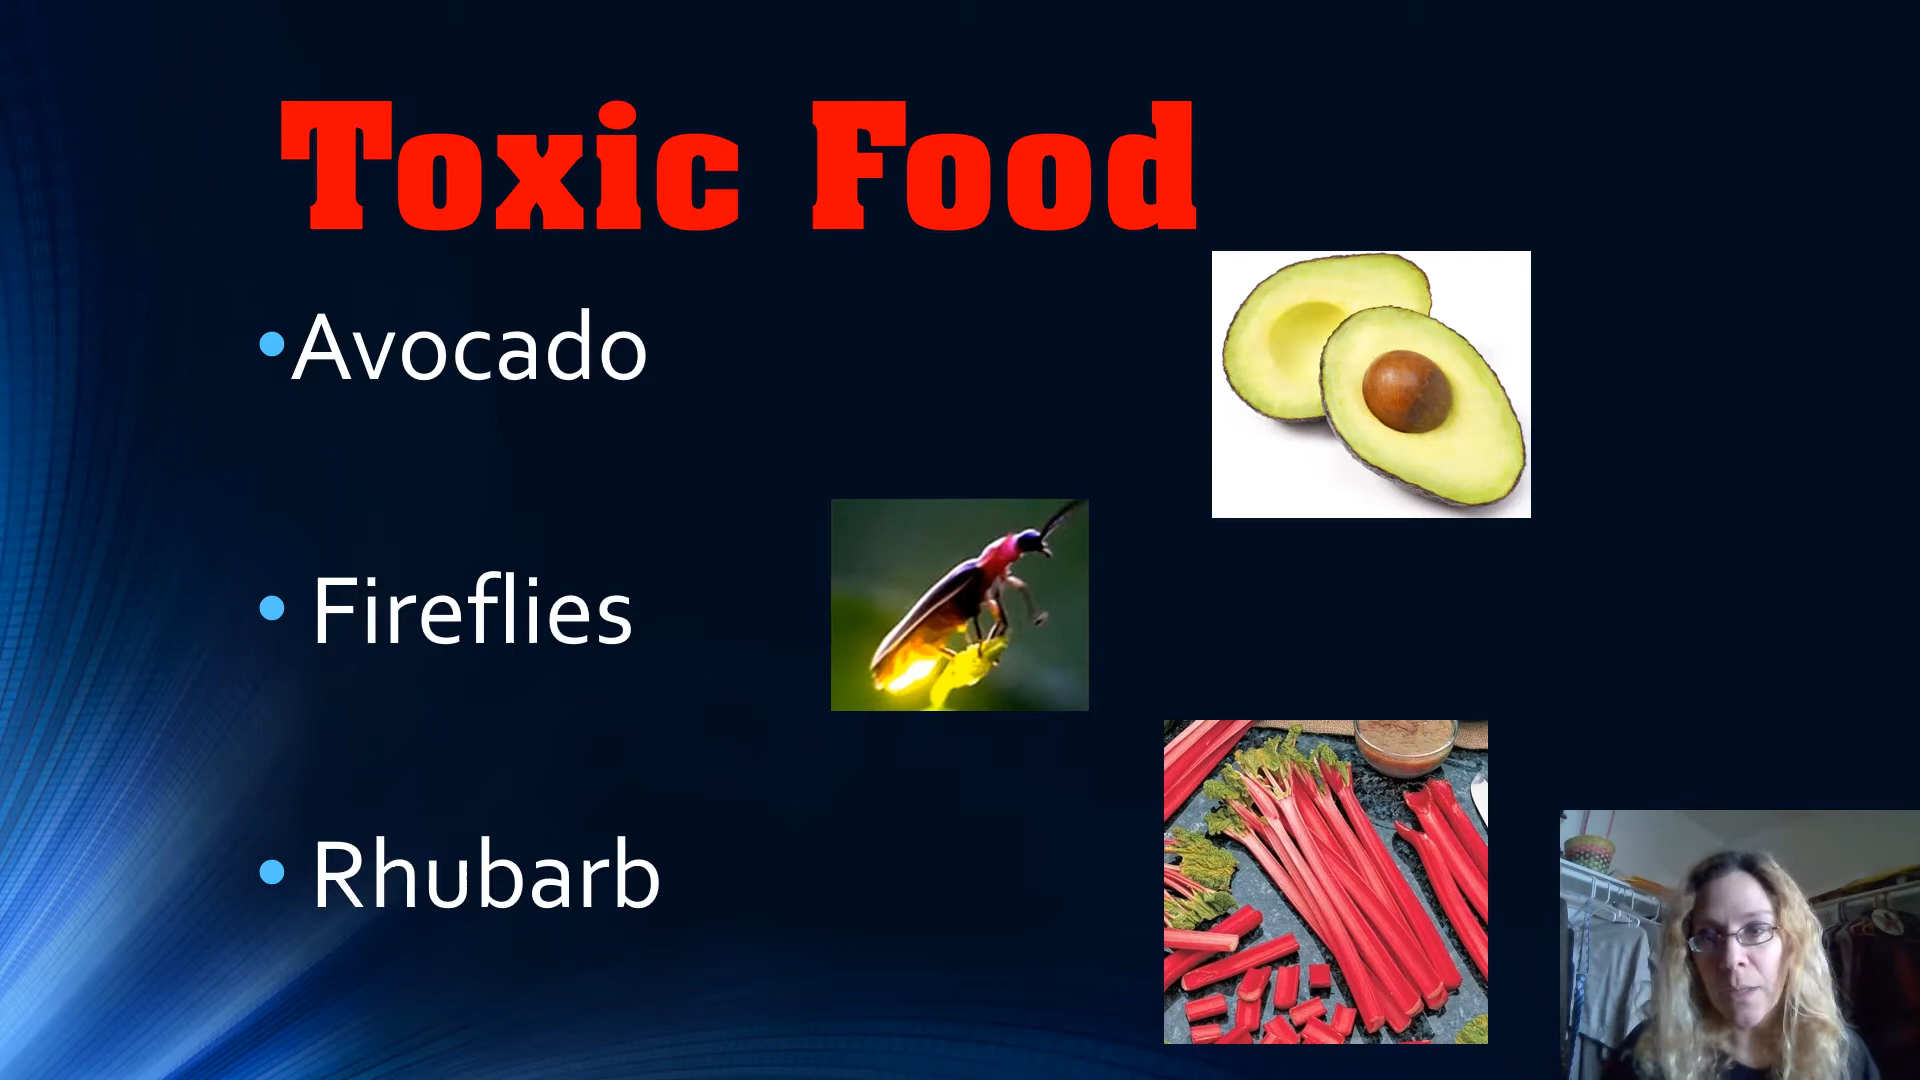 Toxic Food
•Avocado
• Fireflies
• Rhubarb